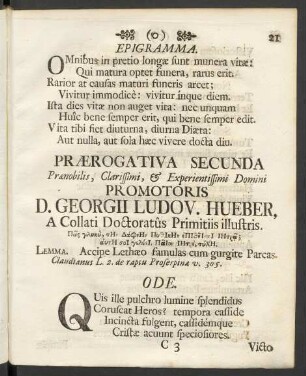 (o) 21
EPIGRAMMA.
OMnibus in pretio longæ sunt munera vitæ:
Qui matura optet funera, rarus erit.
Rarior at causas maturi funeris arcet;
Vivitur immodicè: vivitur inque diem.
Ista dies vitæ non auget vita: nec unquam
Huic bene semper erit, qui bene semper edit.
Vita tibi fiet diuturna, diurna Diæta:
Aut nulla, aut sola hæc vivere docta diu.
PRÆROGATIVA SECUNDA
Prænobilis, Clarissimi, & Experientissimi Domini
PROMOTORIS
D. GEORGII LUDOV. HUEBER,
A Collati Doctoratûs Primitiis illustris.
LEMMA. Accipe Lethæo famulas cum gurgite Parcas.
Claudianus L. 2. de raptu Proserpinæ v. 305.
ODE.
QUis ille pulchro lumine splendidus
Coruscat Heros? tempora casside
Incincta fulgent, cassidémque
Cristæ acuunt speciosiores.
C 3 Victo